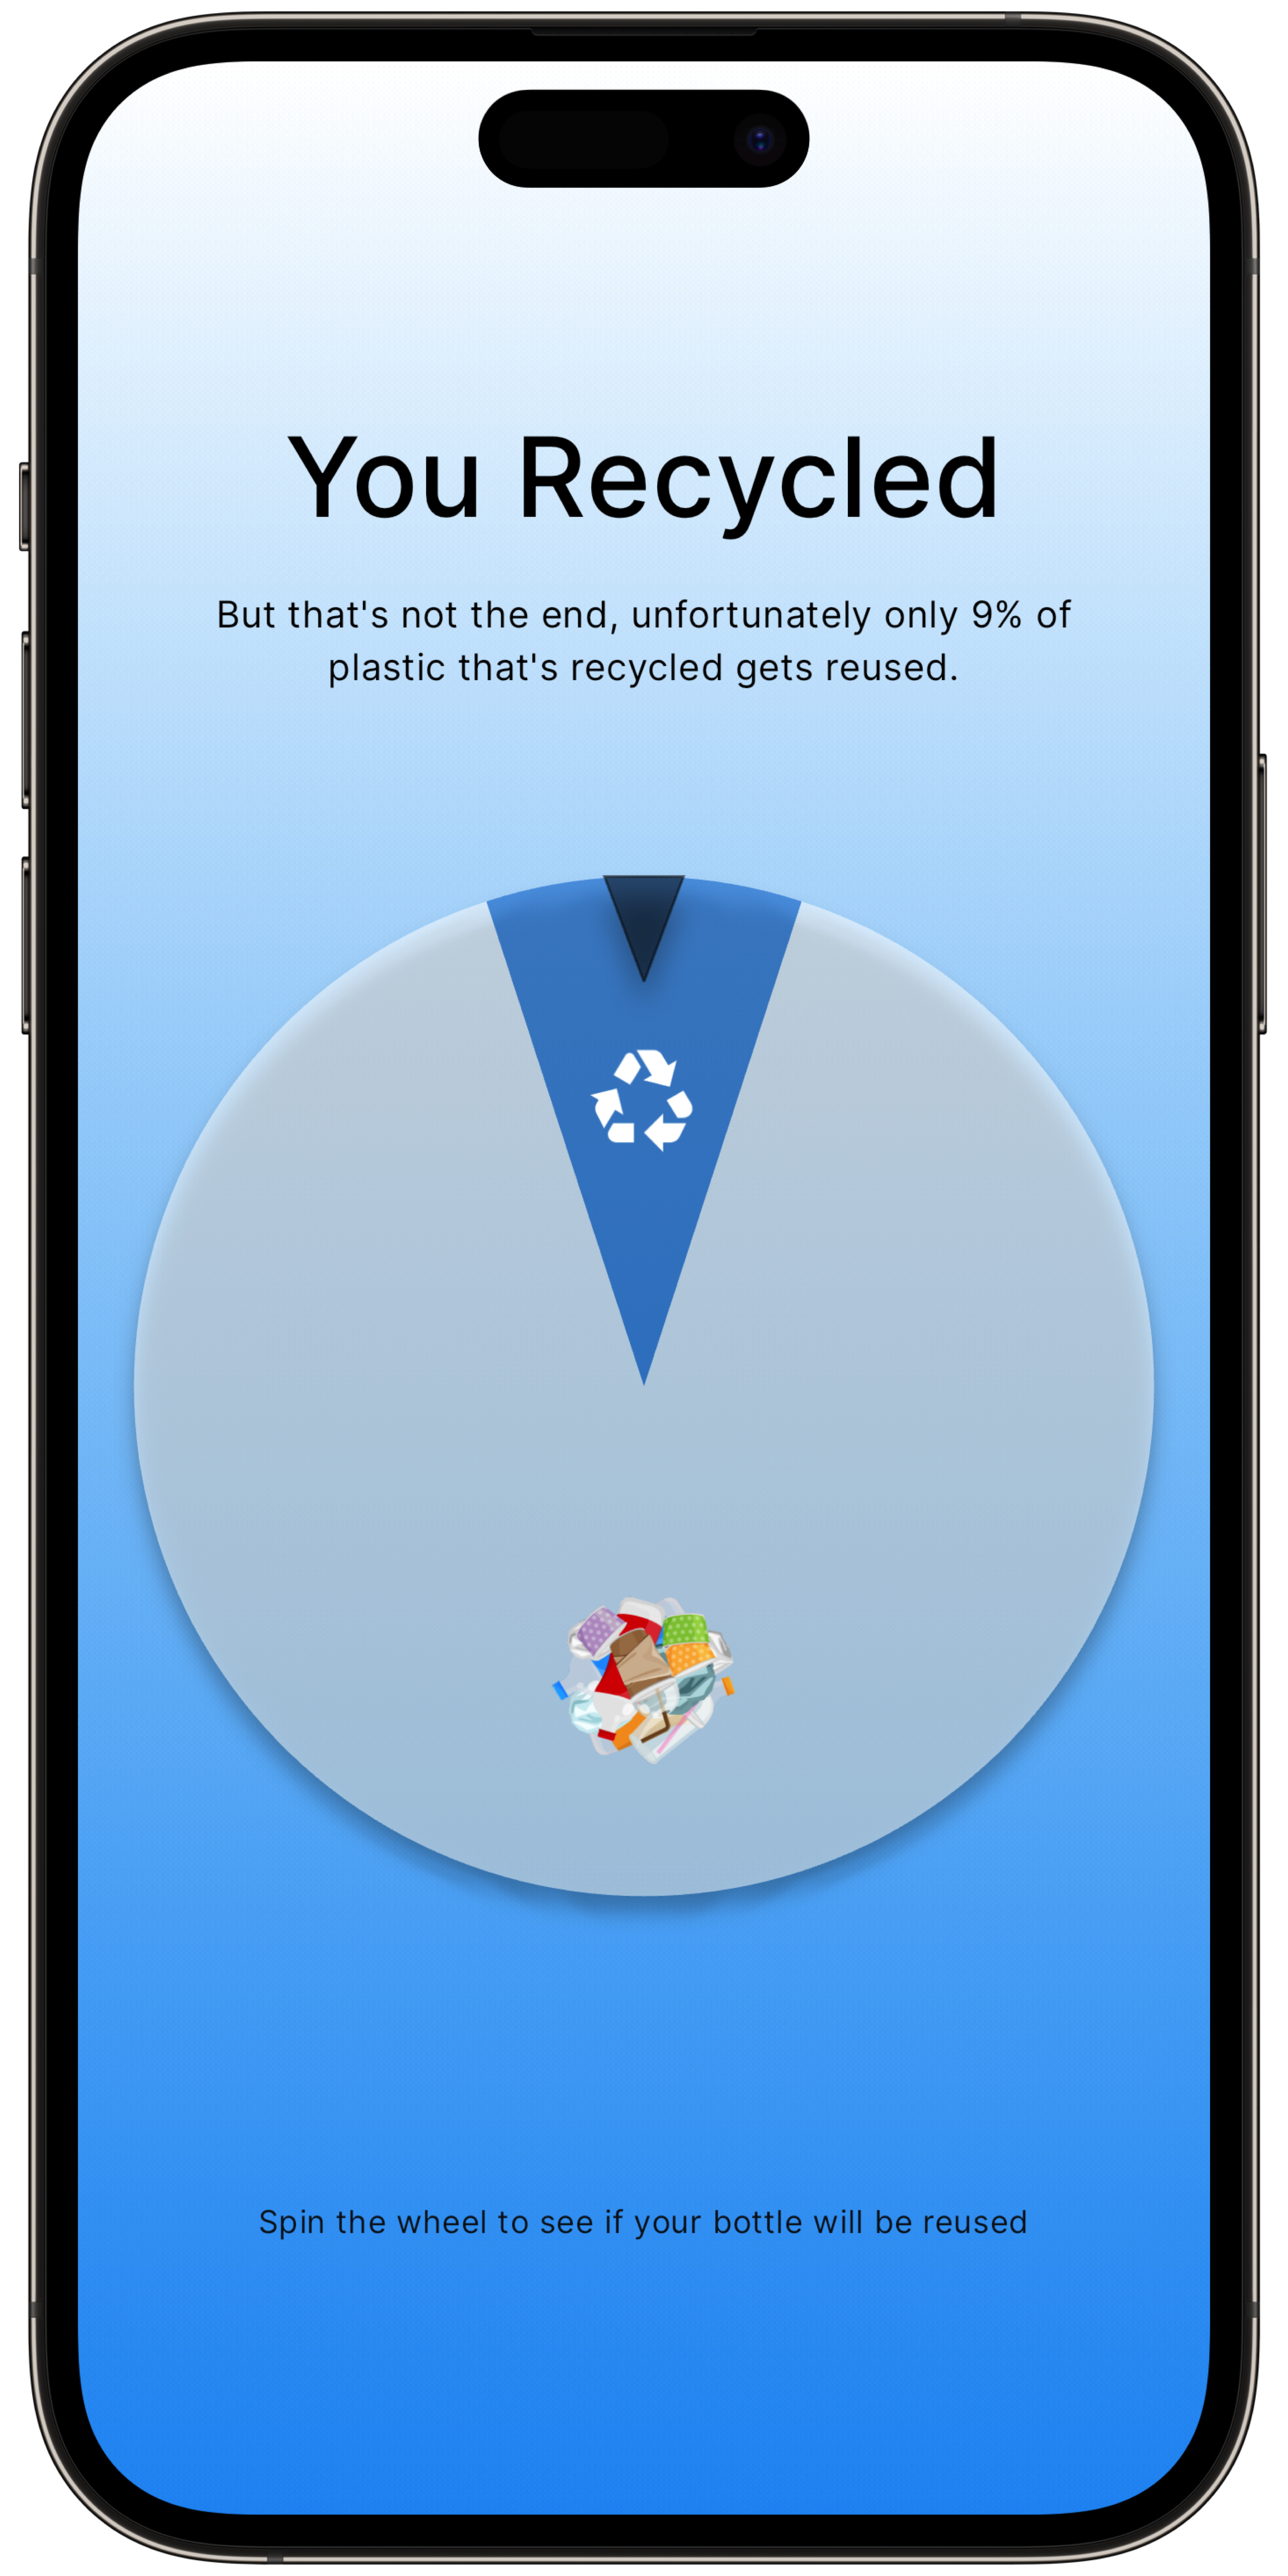 You Recycled
But that's not the end, unfortunately only 9% of
plastic that's recycled gets reused.
Spin the wheel to see if your bottle will be reused